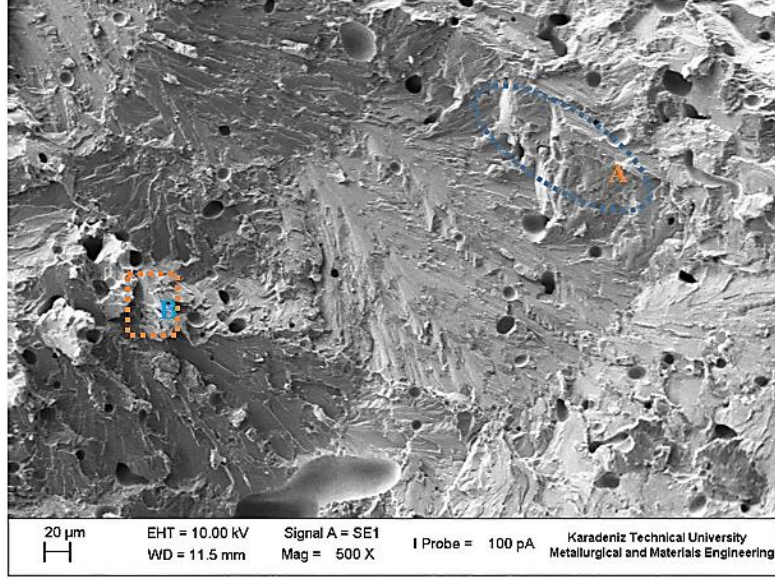 A
B
20 µm
EHT = 10.00 kV
Signal A = SE1
I Probe = 100 pA
Karadeniz Technical University
WD = 11.5 mm
Mag = 500 X
Metallurgical and Materials Engineering